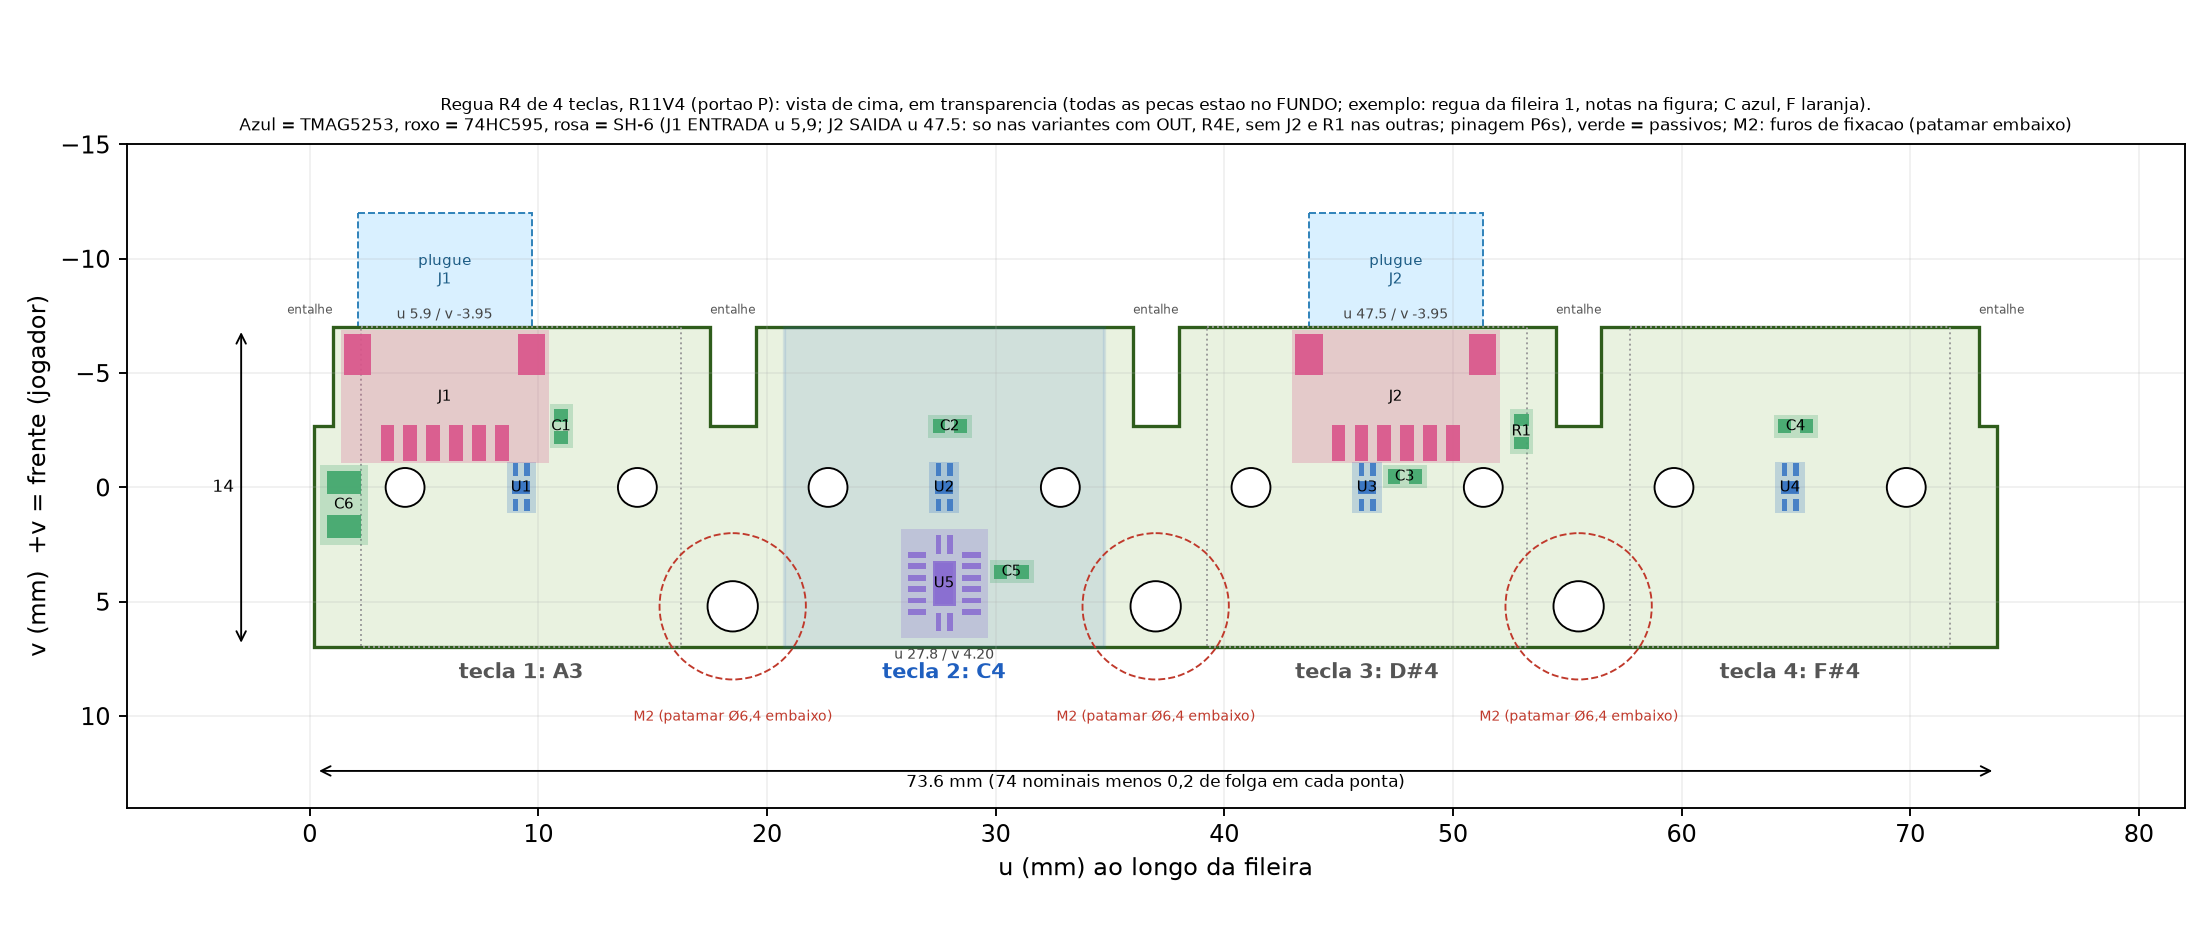 Regua R4 de 4 teclas, R11V4 (portao P): vista de cima, em transparencia (todas as pecas estao no FUNDO; exemplo: regua da fileira 1, notas na figura; C azul, F laranja).
Azul = TMAG5253, roxo = 74HC595, rosa = SH-6 (J1 ENTRADA u 5,9; J2 SAIDA u 47.5: so nas variantes com OUT, R4E, sem J2 e R1 nas outras; pinagem P6s), verde = passivos; M2: furos de fixacao (patamar embaixo)
−15
−10
−5
0
5
10
v (mm) +v = frente (jogador)
plugue
J1
plugue
J2
u 5.9 / v -3.95
u 47.5 / v -3.95
entalhe
entalhe
entalhe
entalhe
entalhe
J1
J2
C1
C2
R1
C4
C3
14
C6
U1
U2
U3
U4
U5
C5
u 27.8 / v 4.20
tecla 1: A3
tecla 2: C4
tecla 3: D#4
tecla 4: F#4
M2 (patamar Ø6,4 embaixo)
M2 (patamar Ø6,4 embaixo)
M2 (patamar Ø6,4 embaixo)
73.6 mm (74 nominais menos 0,2 de folga em cada ponta)
0
10
20
30
40
50
60
70
80
u (mm) ao longo da fileira